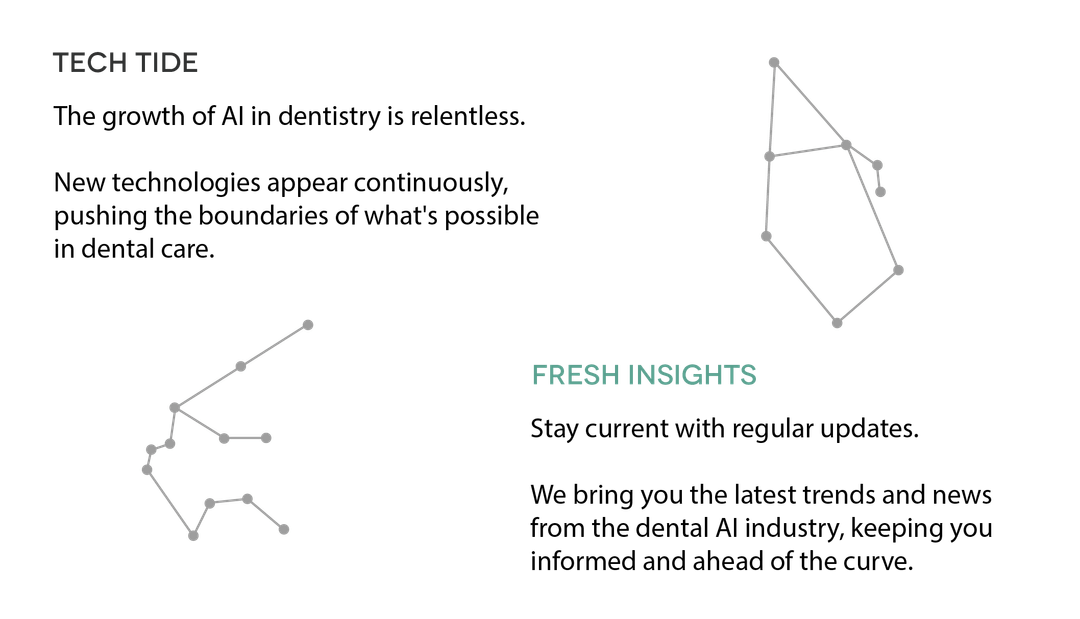 TECH TIDE
The growth of AI in dentistry is relentless.
New technologies appear continuously,
pushing the boundaries of what's possible
in dental care.
FRESH INSIGHTS
Stay current with regular updates.
We bring you the latest trends and news
from the dental AI industry, keeping you
informed and ahead of the curve.